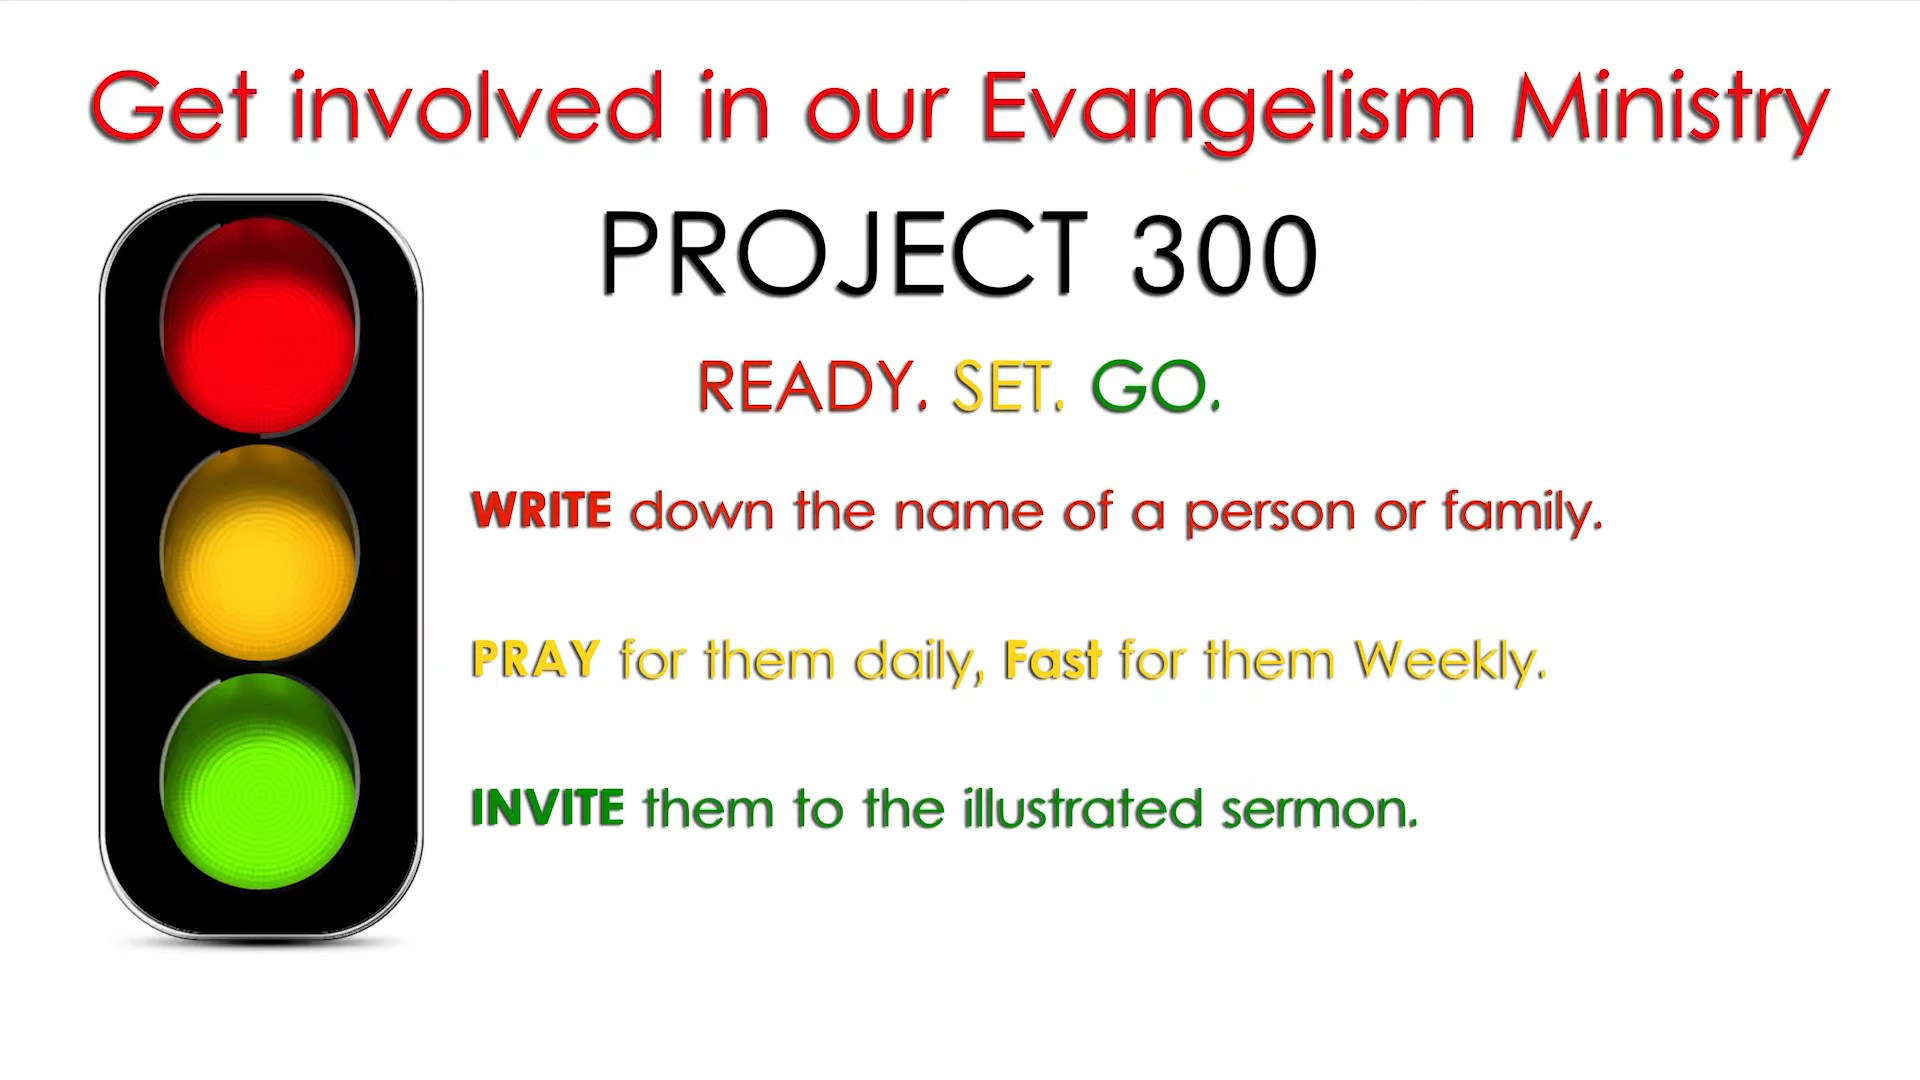 Get involved in our Evangelism Ministry
PROJECT 300
READY. SET. GO.
WRITE down the name of a person or family.
PRAY for them daily, Fast for them Weekly.
INVITE them to the illustrated sermon.